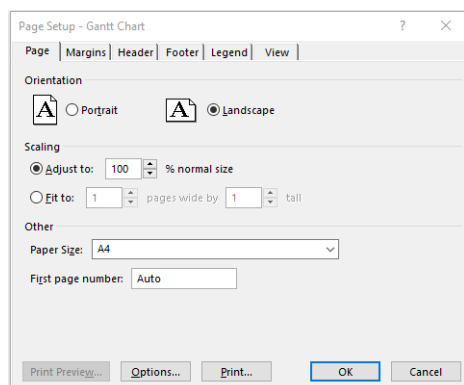 Page Setup - Gantt Chart ? ×
Page Margins Header Footer Legend View
Orientation
A Portrait A Landscape
Scaling
Adjust to: 100 % normal size
Fit to: 1 pages wide by 1 tall
Other
Paper Size: A4
First page number: Auto
Print Preview... Options... Print... OK Cancel